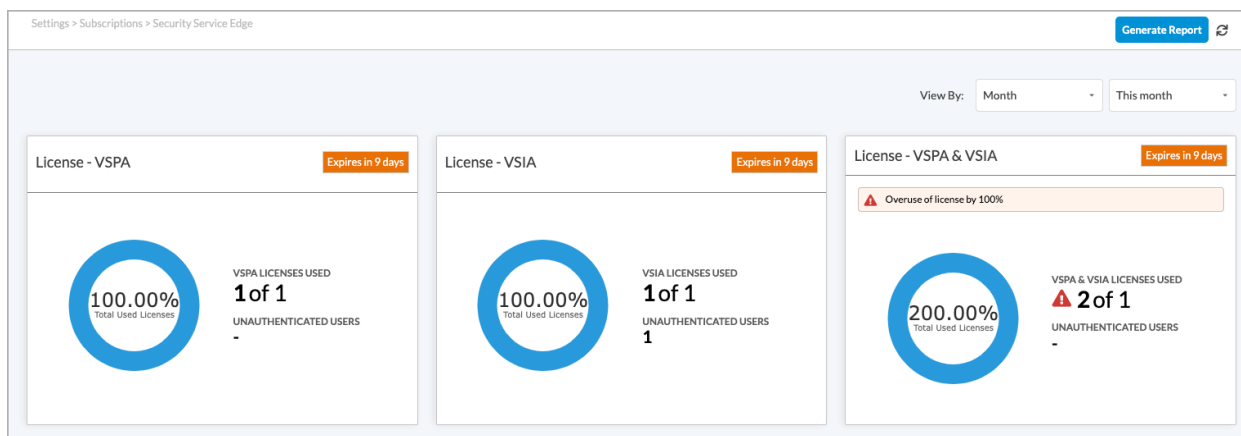 Settings > Subscriptions > Security Service Edge
Generate Report
View By:
Month
This month
License - VSPA
Expires in 9 days
100.00%
Total Used Licenses
VSPA LICENSES USED
1 of 1
UNAUTHENTICATED USERS
-
License - VSIA
Expires in 9 days
100.00%
Total Used Licenses
VSIA LICENSES USED
1 of 1
UNAUTHENTICATED USERS
1
License - VSPA & VSIA
Expires in 9 days
Overuse of license by 100%
200.00%
Total Used Licenses
VSPA & VSIA LICENSES USED
2 of 1
UNAUTHENTICATED USERS
-